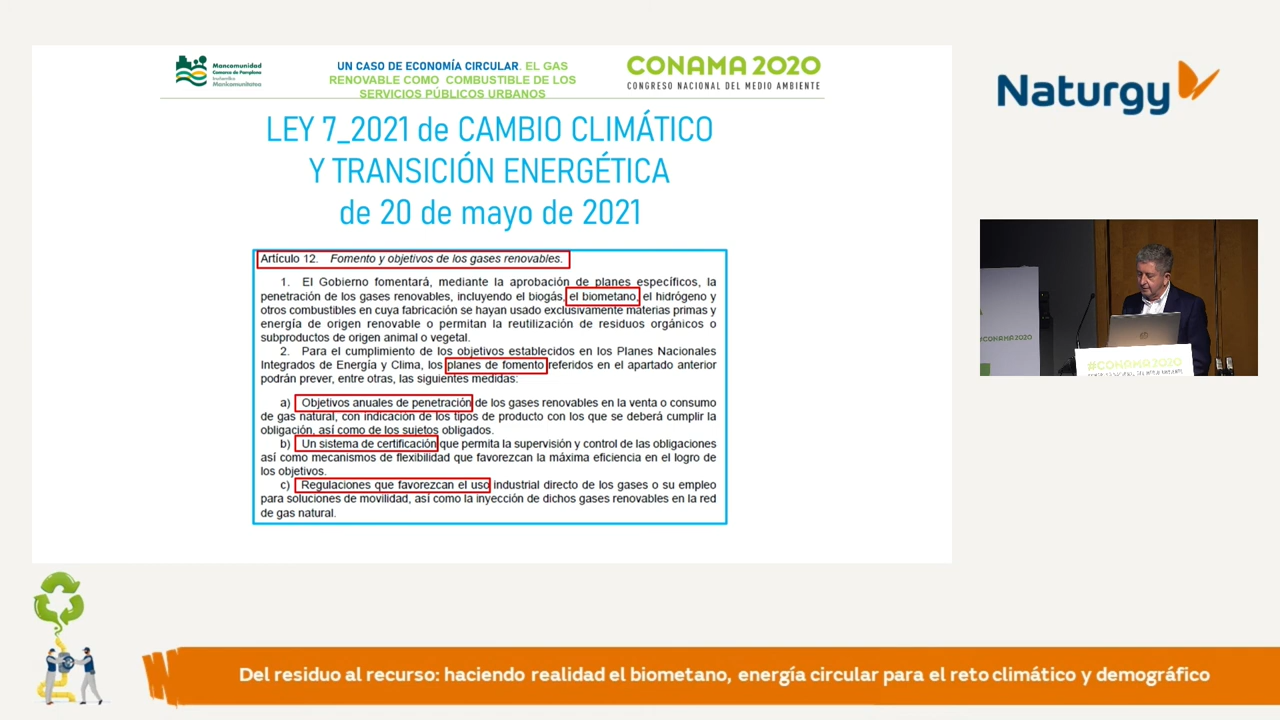 Mancomunidad
Comarca de Pamplona
Iruñerriko
Mankomunitatea
UN CASO DE ECONOMÍA CIRCULAR. EL GAS
RENOVABLE COMO COMBUSTIBLE DE LOS
SERVICIOS PÚBLICOS URBANOS
CONAMA 2020
CONGRESO NACIONAL DEL MEDIO AMBIENTE
Naturgy
LEY 7_2021 de CAMBIO CLIMÁTICO
Y TRANSICIÓN ENERGÉTICA
de 20 de mayo de 2021
Artículo 12. Fomento y objetivos de los gases renovables.
1. El Gobierno fomentará, mediante la aprobación de planes específicos, la
penetración de los gases renovables, incluyendo el biogás, el biometano, el hidrógeno y
otros combustibles en cuya fabricación se hayan usado exclusivamente materias primas y
energía de origen renovable o permitan la reutilización de residuos orgánicos o
subproductos de origen animal o vegetal.
2. Para el cumplimiento de los objetivos establecidos en los Planes Nacionales
Integrados de Energía y Clima, los planes de fomento referidos en el apartado anterior
podrán prever, entre otras, las siguientes medidas:
a) Objetivos anuales de penetración de los gases renovables en la venta o consumo
de gas natural, con indicación de los tipos de producto con los que se deberá cumplir la
obligación, así como de los sujetos obligados.
b) Un sistema de certificación que permita la supervisión y control de las obligaciones
así como mecanismos de flexibilidad que favorezcan la máxima eficiencia en el logro de
los objetivos.
c) Regulaciones que favorezcan el uso industrial directo de los gases o su empleo
para soluciones de movilidad, así como la inyección de dichos gases renovables en la red
de gas natural.
#CONAMA2020
#CONAMA2020
Del residuo al recurso: haciendo realidad el biometano, energía circular para el reto climático y demográfico